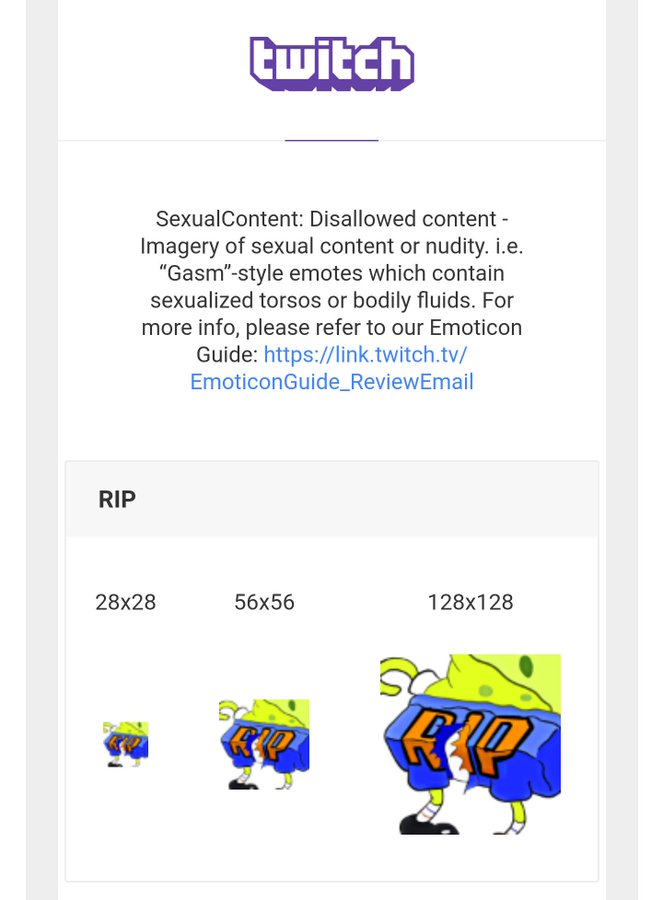 twitch
SexualContent: Disallowed content -
Imagery of sexual content or nudity. i.e.
“Gasm”-style emotes which contain
sexualized torsos or bodily fluids. For
more info, please refer to our Emoticon
Guide: https://link.twitch.tv/
EmoticonGuide_ReviewEmail
RIP
28x28 56x56 128x128
RIP RIP RIP